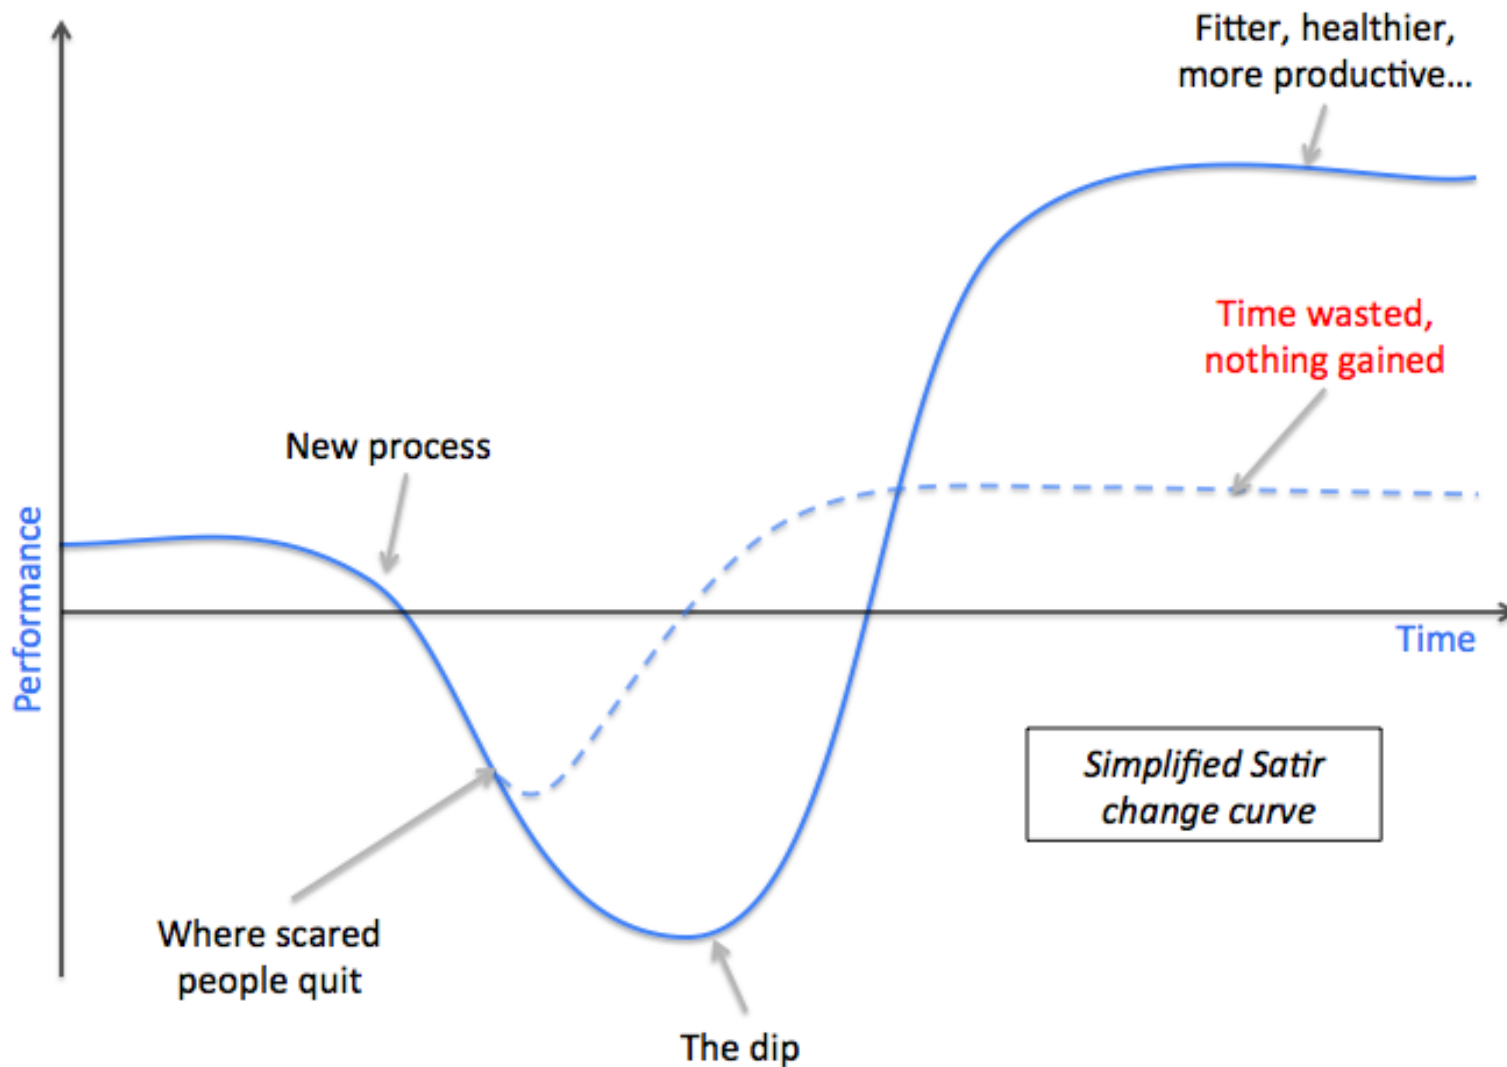 Fitter, healthier,
more productive...
Time wasted,
nothing gained
New process
Performance
Time
Simplified Satir
change curve
Where scared
people quit
The dip